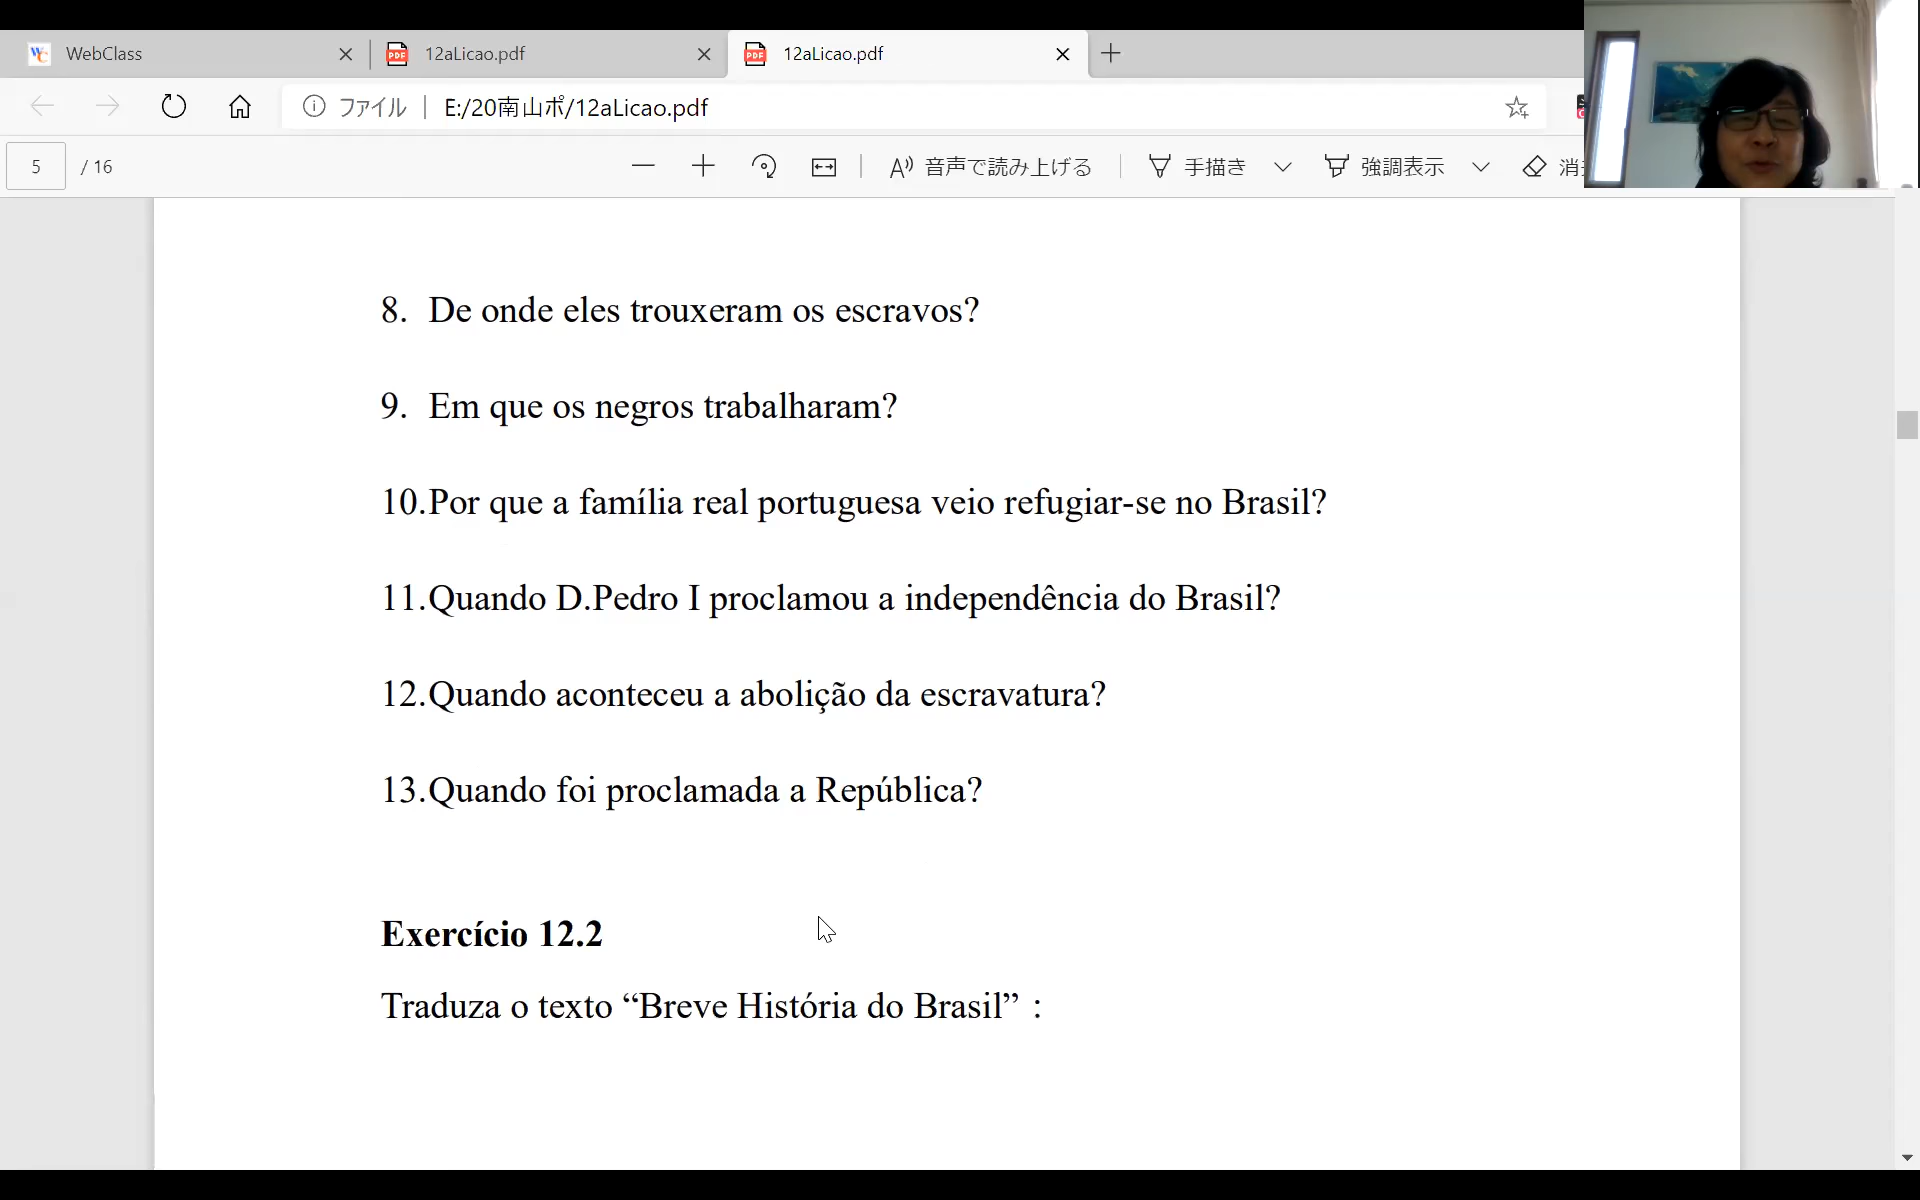 WebClass
12aLicao.pdf
12aLicao.pdf
ファイル E:/20南山ポ/12aLicao.pdf
5 / 16 音声で読み上げる 手描き 強調表示 消
8. De onde eles trouxeram os escravos?
9. Em que os negros trabalharam?
10.Por que a família real portuguesa veio refugiar-se no Brasil?
11.Quando D.Pedro I proclamou a independência do Brasil?
12.Quando aconteceu a abolição da escravatura?
13.Quando foi proclamada a República?
Exercício 12.2
Traduza o texto “Breve História do Brasil” :